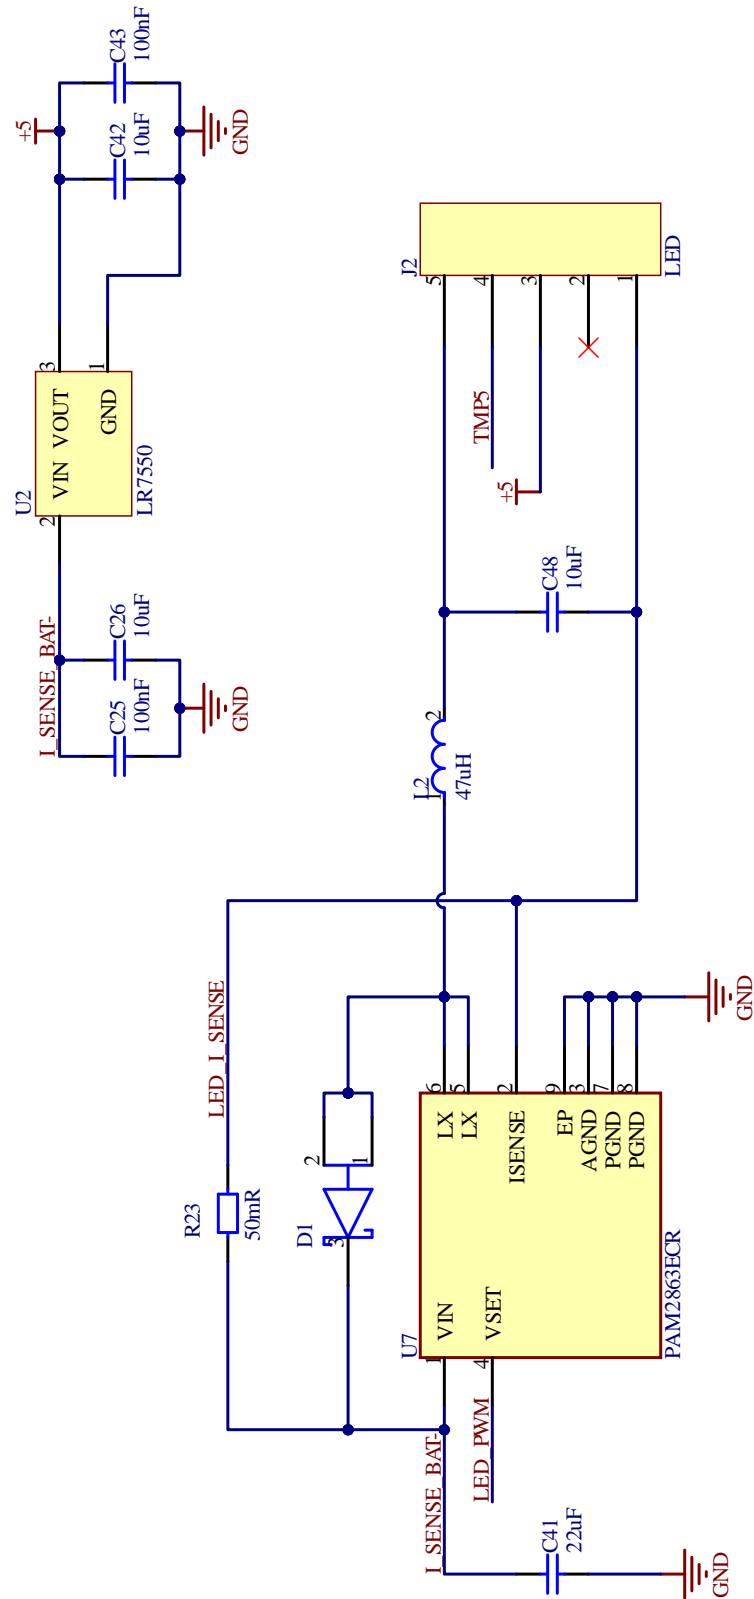 +5
C43
100nF
C42
10uF
GND
U2
VIN
VOUT
GND
2
3
1
LR7550
I_SENSE_BAT-
C26
10uF
C25
100nF
GND
J2
5
4
3
2
1
LED
TMP5
+5
C48
10uF
L2
1
2
47uH
LED_I_SENSE
R23
50mR
D1
2
1
3
U7
VIN
VSET
LX
LX
ISENSE
EP
AGND
PGND
PGND
1
4
6
5
2
9
3
7
8
PAM2863ECR
GND
I_SENSE_BAT-
LED_PWM
C41
22uF
GND